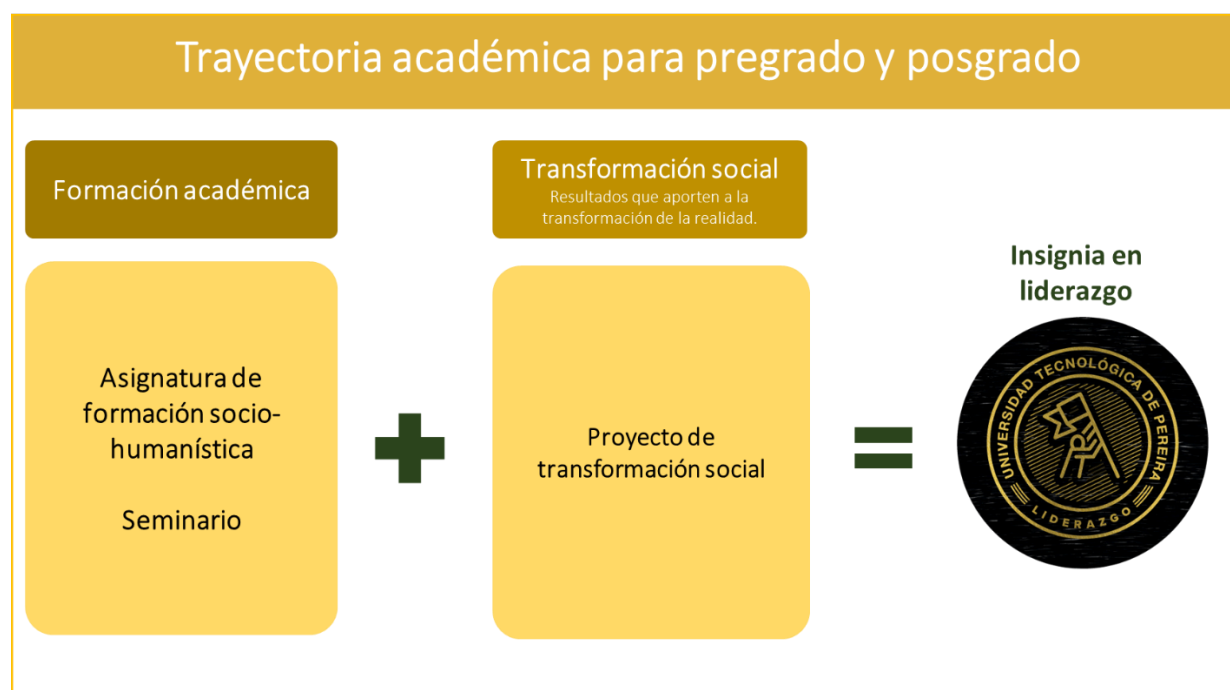 Trayectoria académica para pregrado y posgrado
Formación académica
Asignatura de
formación socio-
humanística
Seminario
Transformación social
Resultados que aporten a la
transformación de la realidad.
Proyecto de
transformación social
Insignia en
liderazgo
UNIVERSIDAD TECNOLÓGICA DE PEREIRA
LIDERAZGO